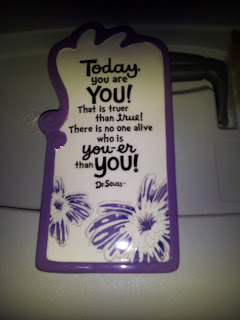 Today,
you are
YOU!
That is truer
than true!
There is no one alive
who is
you-er
than YOU!
Dr. Seuss~